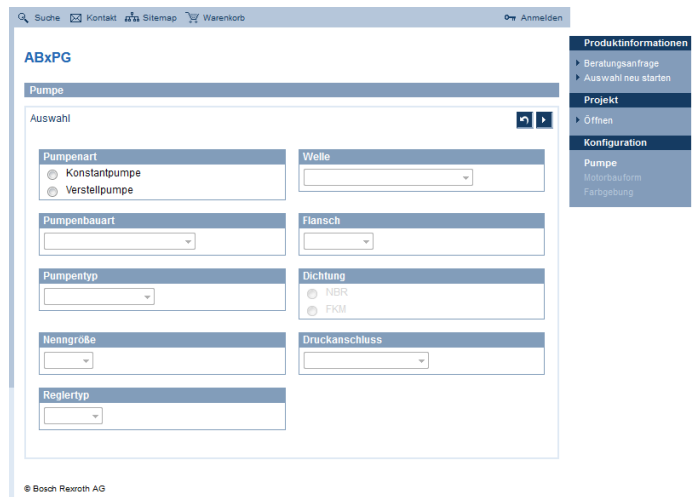 Suche Kontakt Sitemap Warenkorb Anmelden
ABxPG
Pumpe
Auswahl
Pumpenart
Konstantpumpe
Verstellpumpe
Pumpenbauart
Pumpentyp
Nenngröße
Reglertyp
Welle
Flansch
Dichtung
NBR
FKM
Druckanschluss
Produktinformationen
Beratungsanfrage
Auswahl neu starten
Projekt
Öffnen
Konfiguration
Pumpe
Motorbauform
Farbgebung
© Bosch Rexroth AG